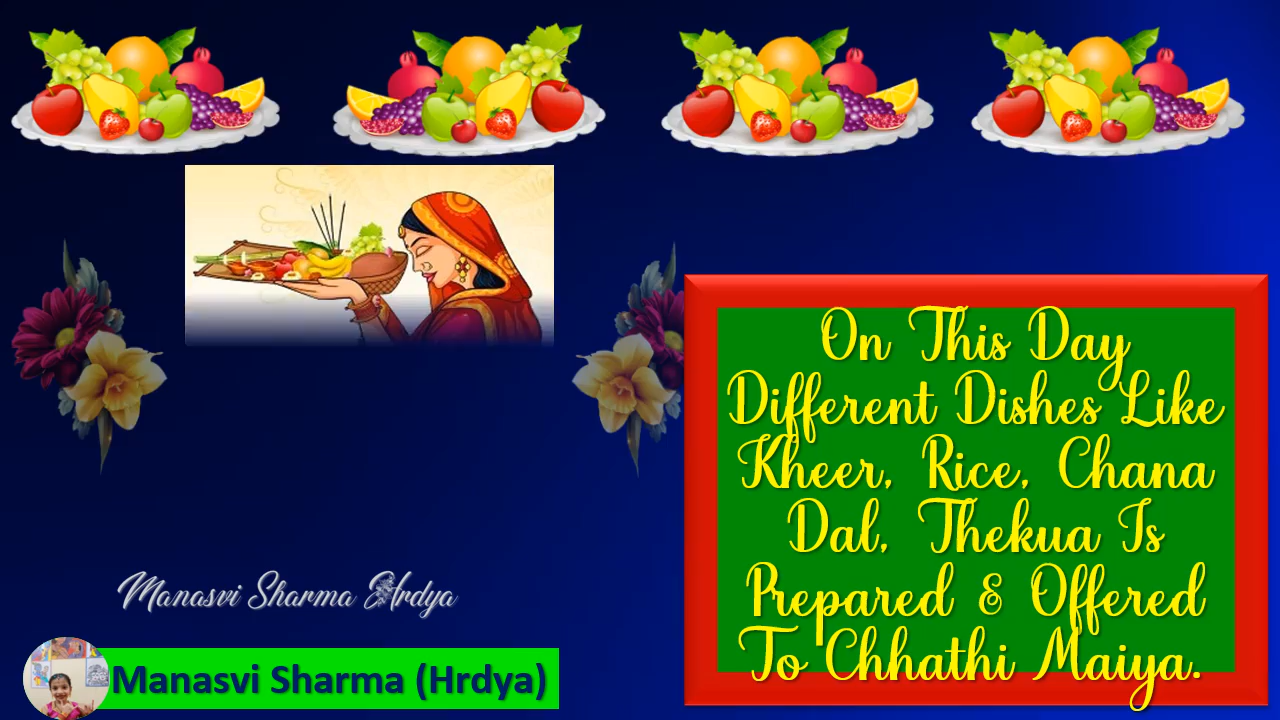 On This Day
Different Dishes Like
Kheer, Rice, Chana
Dal, Thekua Is
Prepared & Offered
To Chhathi Maiya.
Manasvi Sharma Hrdya
Manasvi Sharma (Hrdya)